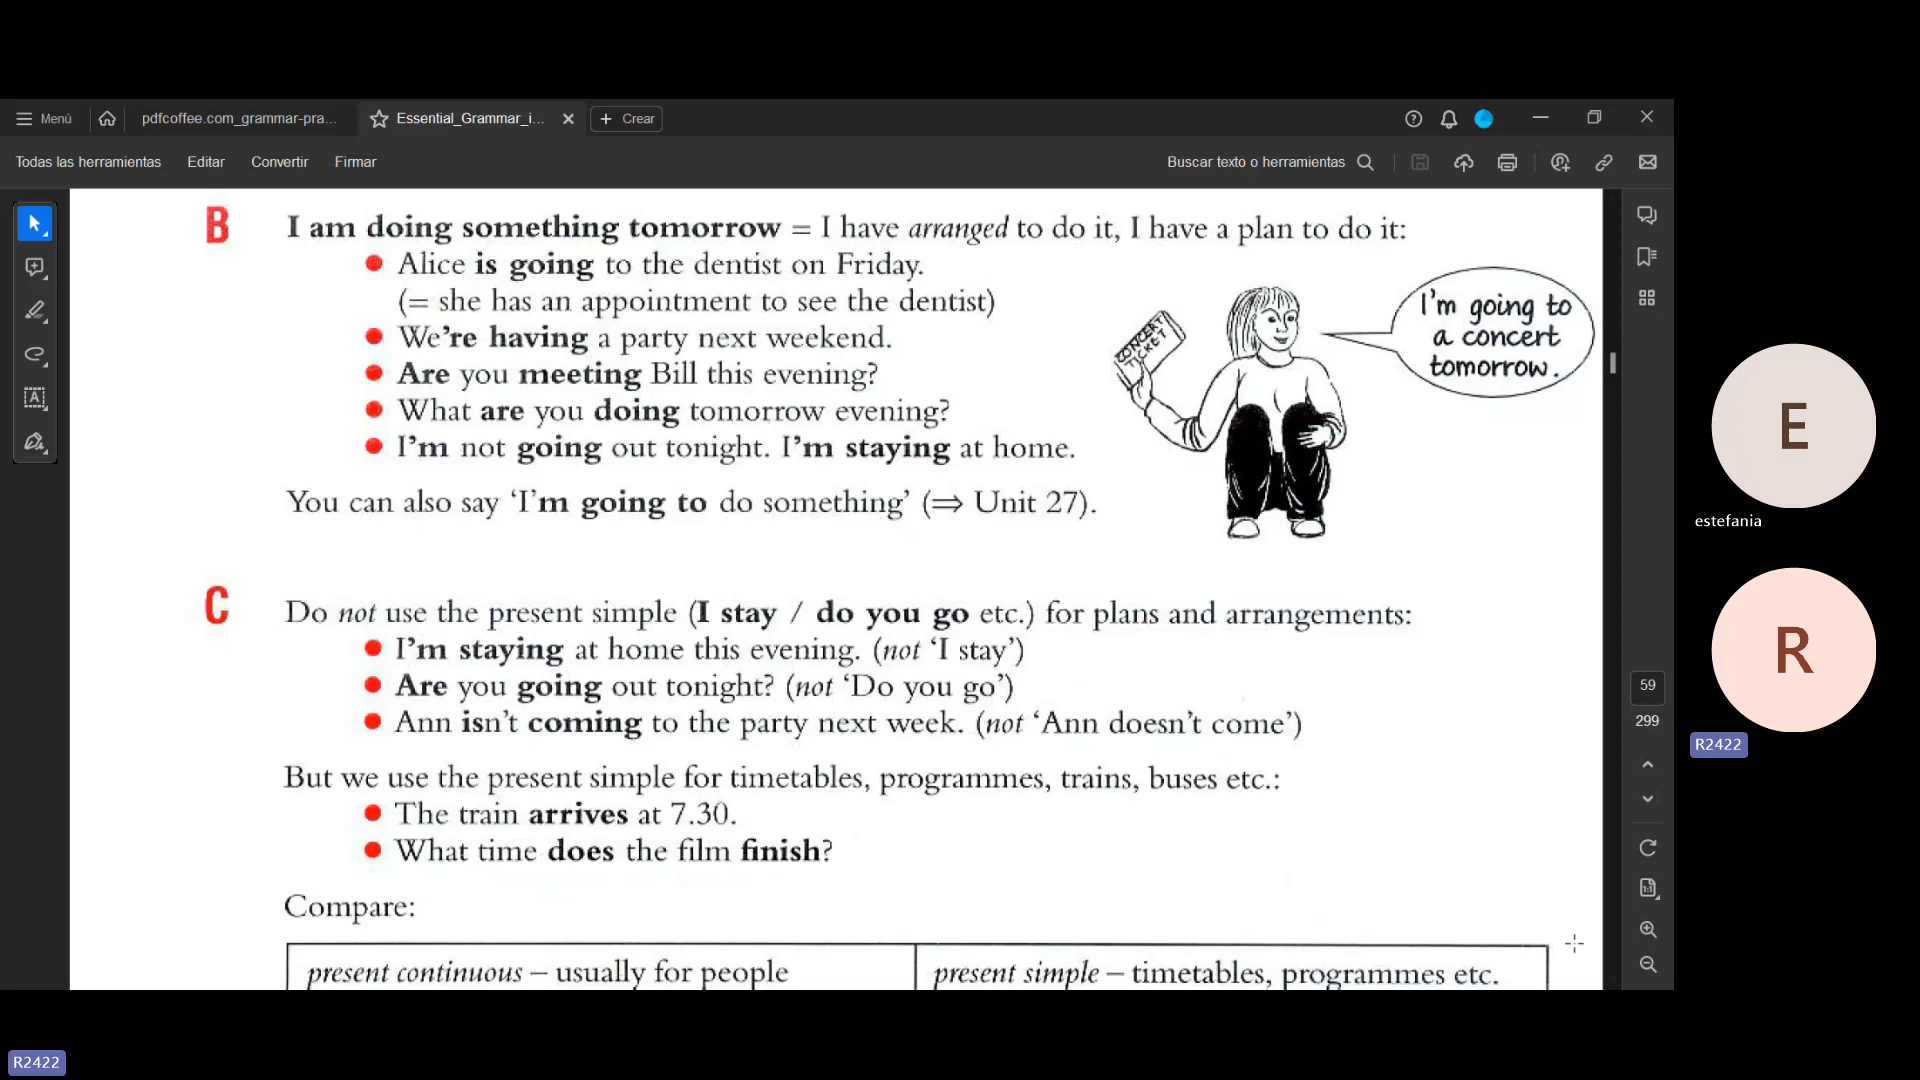 Menú
pdfcoffee.com_grammar-pra...
Essential_Grammar_i...
Crear
Todas las herramientas
Editar
Convertir
Firmar
Buscar texto o herramientas
B
I am doing something tomorrow = I have arranged to do it, I have a plan to do it:
Alice is going to the dentist on Friday.
(= she has an appointment to see the dentist)
We're having a party next weekend.
Are you meeting Bill this evening?
What are you doing tomorrow evening?
I'm not going out tonight. I'm staying at home.
You can also say ‘I'm going to do something’ (⇒ Unit 27).
CONCERT
TICKET
I'm going to
a concert
tomorrow.
C
Do not use the present simple (I stay / do you go etc.) for plans and arrangements:
I'm staying at home this evening. (not ‘I stay’)
Are you going out tonight? (not ‘Do you go’)
Ann isn't coming to the party next week. (not ‘Ann doesn't come’)
But we use the present simple for timetables, programmes, trains, buses etc.:
The train arrives at 7.30.
What time does the film finish?
Compare:
present continuous – usually for people
present simple – timetables, programmes etc.
59
299
E
estefania
R
R2422
R2422